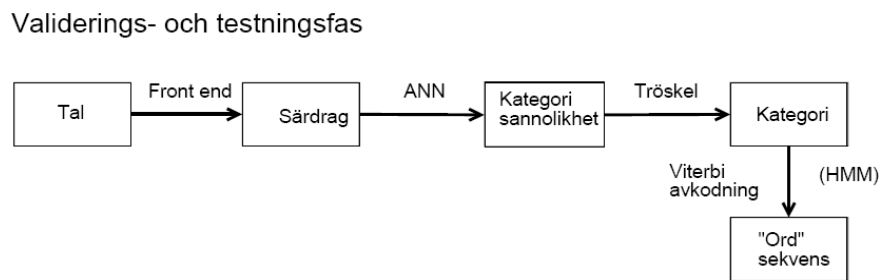 Validerings- och testningsfas
Front end
ANN
Tröskel
Tal
Särdrag
Kategori
sannolikhet
Kategori
Viterbi
avkodning
(HMM)
"Ord"
sekvens